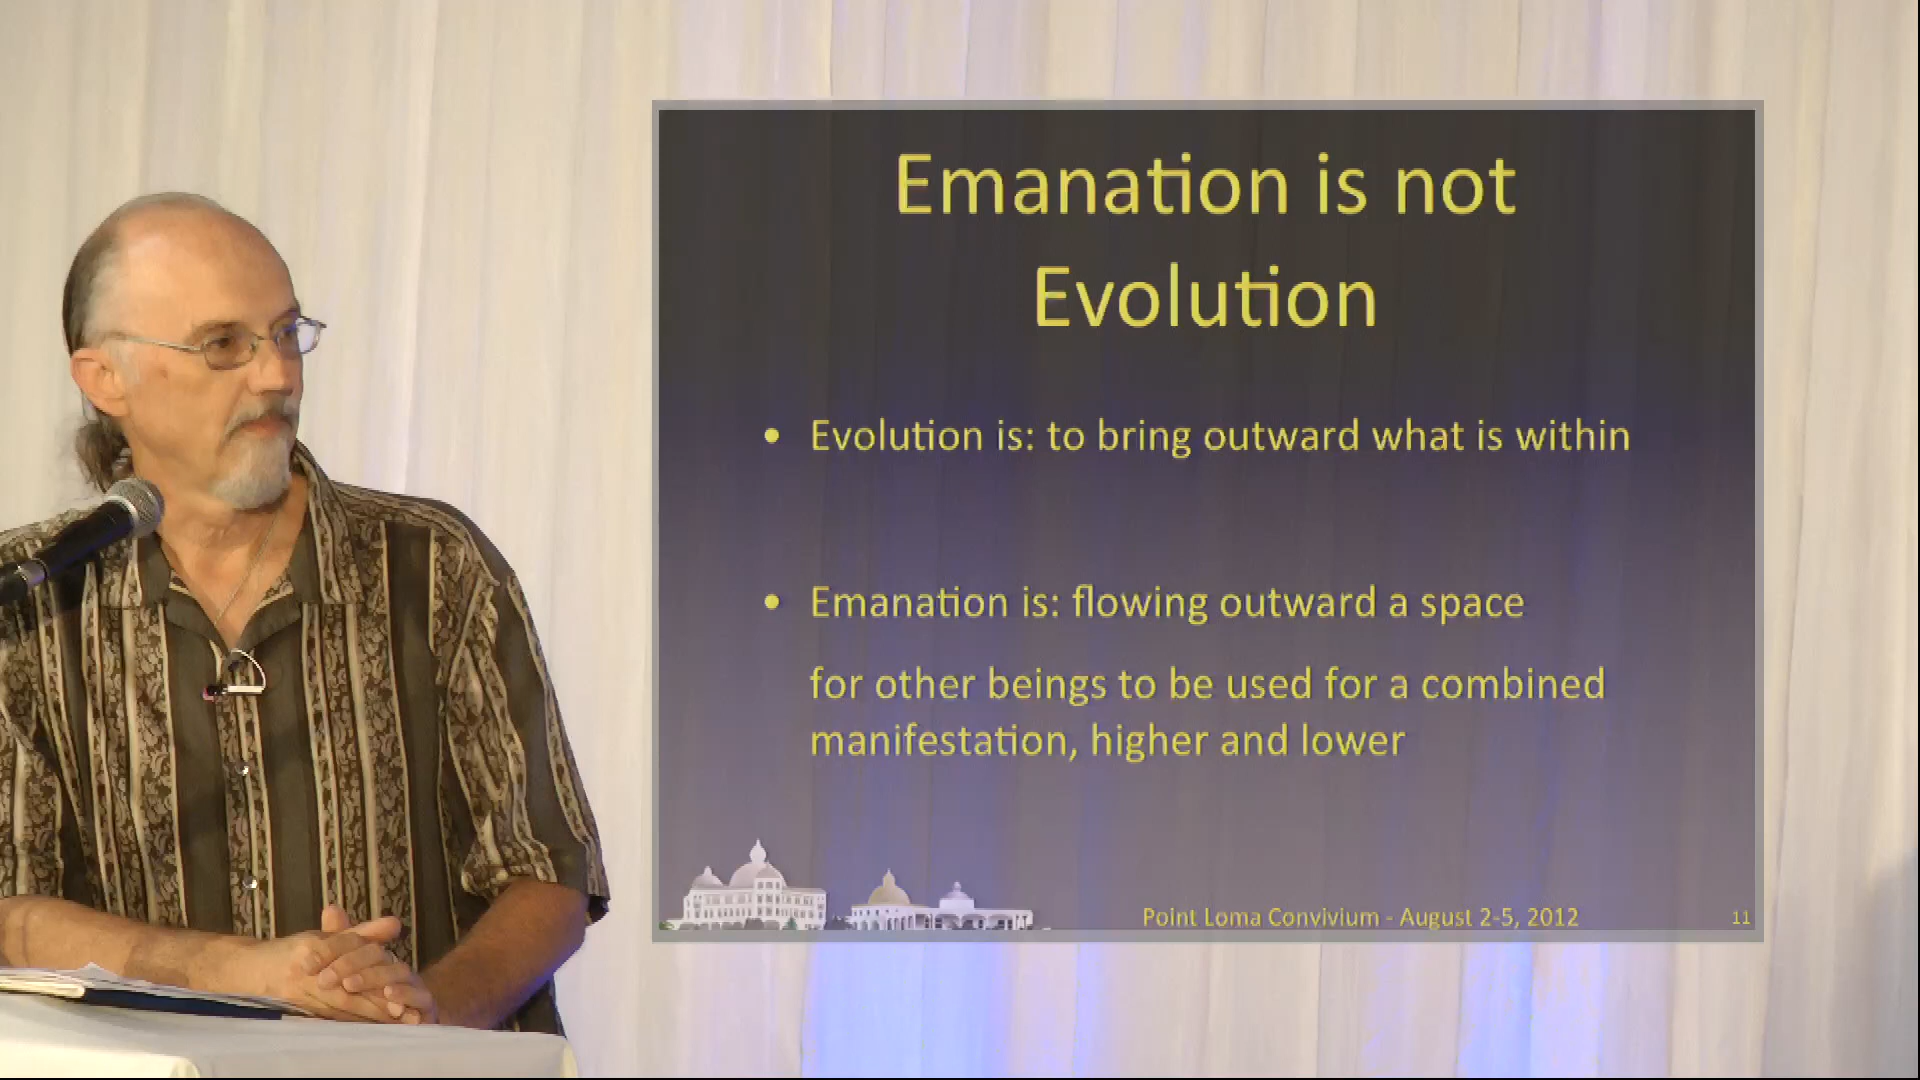 Emanation is not
Evolution
• Evolution is: to bring outward what is within
• Emanation is: flowing outward a space
for other beings to be used for a combined
manifestation, higher and lower
Point Loma Convivium - August 2-5, 2012
11